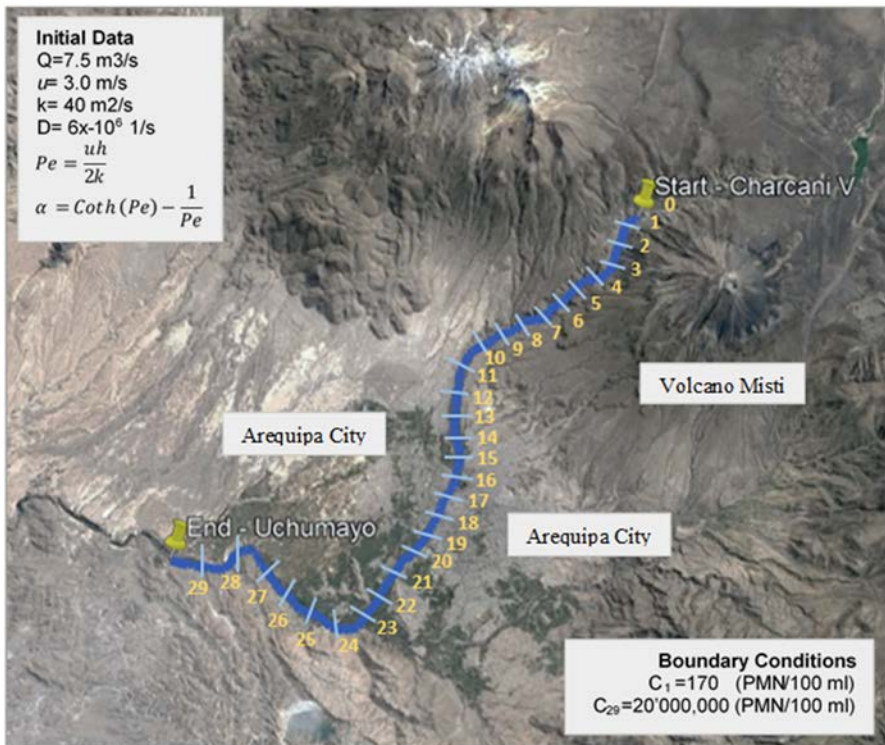 Initial Data
Q=7.5 m3/s
u= 3.0 m/s
k= 40 m2/s
D= 6x-10⁶ 1/s
Pe = uh/2k
α = Coth (Pe) − 1/Pe
Start - Charcani V
0
1
2
3
4
5
6
7
8
9
10
11
Volcano Misti
12
13
Arequipa City
14
15
16
17
18
Arequipa City
19
End - Uchumayo
20
21
22
23
24
25
26
27
28
29
Boundary Conditions
C₁ =170 (PMN/100 ml)
C₂₉=20'000,000 (PMN/100 ml)